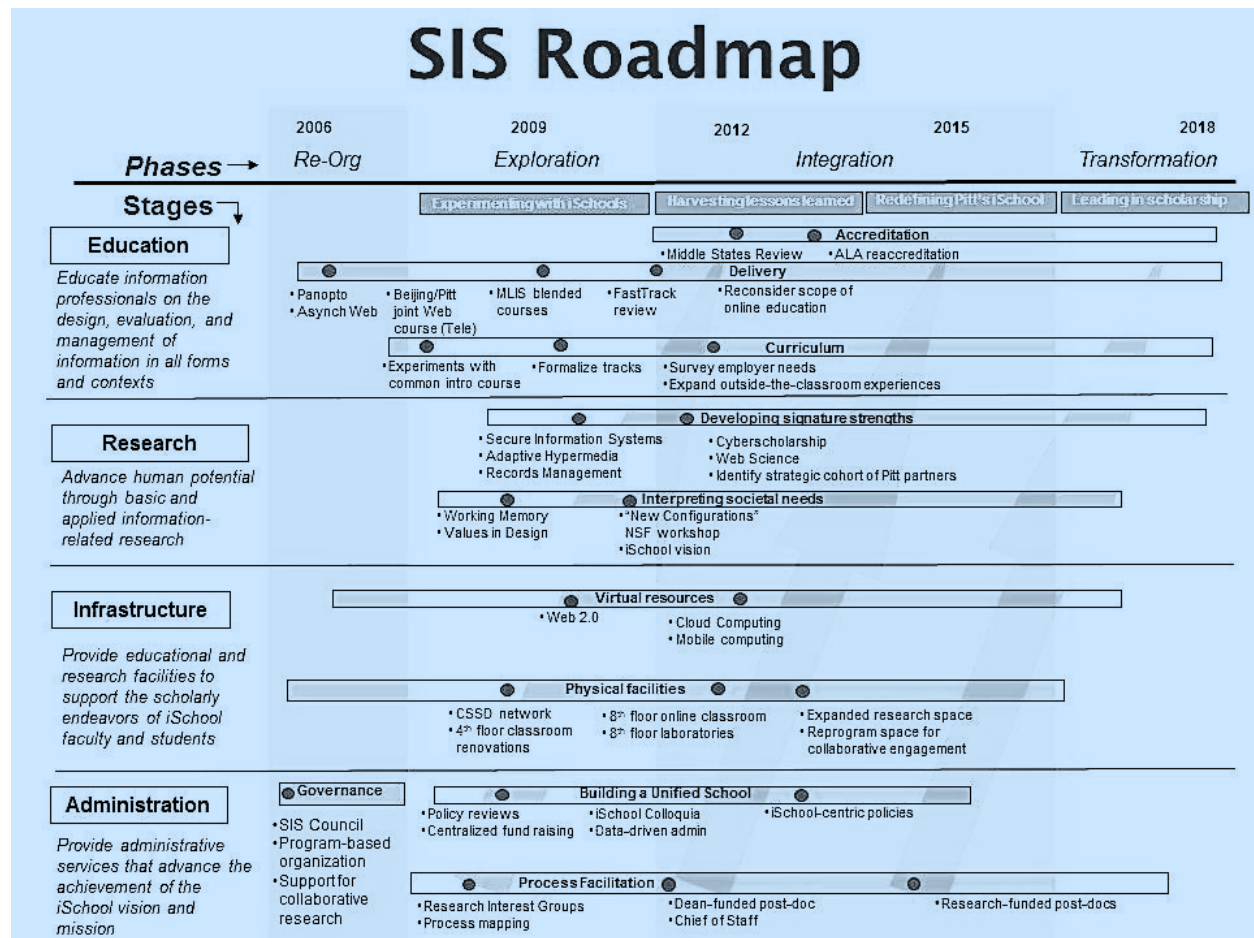 SIS Roadmap
2006 2009 2012 2015 2018
Phases → Re-Org Exploration Integration Transformation
Stages Experimenting with iSchools Harvesting lessons learned Redefining Pitt's iSchool Leading in scholarship
Education
Educate information
professionals on the
design, evaluation, and
management of
information in all forms
and contexts
Accreditation
• Middle States Review • ALA reaccreditation
Delivery
• Panopto
• Asynch Web
• Beijing/Pitt
joint Web
course (Tele)
• MLIS blended
courses
• FastTrack
review
• Reconsider scope of
online education
Curriculum
• Experiments with
common intro course
• Formalize tracks
• Survey employer needs
• Expand outside-the-classroom experiences
Research
Advance human potential
through basic and
applied information-
related research
Developing signature strengths
• Secure Information Systems
• Adaptive Hypermedia
• Records Management
• Cyberscholarship
• Web Science
• Identify strategic cohort of Pitt partners
Interpreting societal needs
• Working Memory
• Values in Design
• "New Configurations"
NSF workshop
• iSchool vision
Infrastructure
Provide educational and
research facilities to
support the scholarly
endeavors of iSchool
faculty and students
Virtual resources
• Web 2.0
• Cloud Computing
• Mobile computing
Physical facilities
• CSSD network
• 4th floor classroom
renovations
• 8th floor online classroom
• 8th floor laboratories
• Expanded research space
• Reprogram space for
collaborative engagement
Administration
Provide administrative
services that advance the
achievement of the
iSchool vision and
mission
Governance
• SIS Council
• Program-based
organization
• Support for
collaborative
research
Building a Unified School
• Policy reviews
• Centralized fund raising
• iSchool Colloquia
• Data-driven admin
• iSchool-centric policies
Process Facilitation
• Research Interest Groups
• Process mapping
• Dean-funded post-doc
• Chief of Staff
• Research-funded post-docs